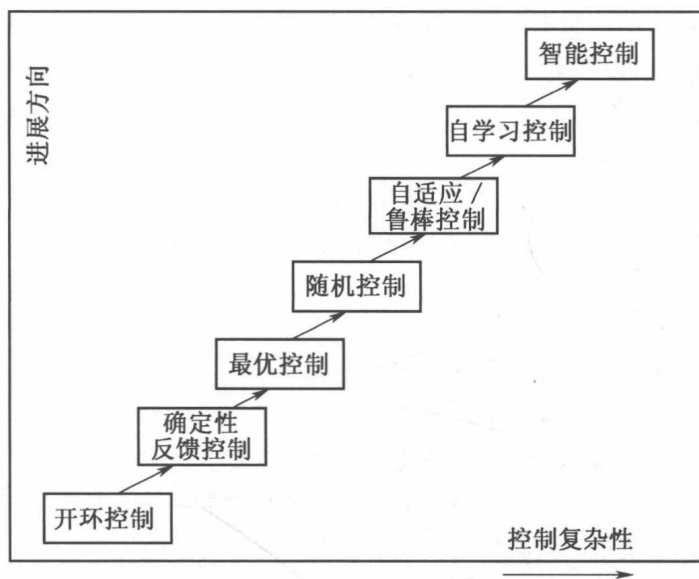 进展方向
智能控制
自学习控制
自适应/
鲁棒控制
随机控制
最优控制
确定性
反馈控制
开环控制
控制复杂性